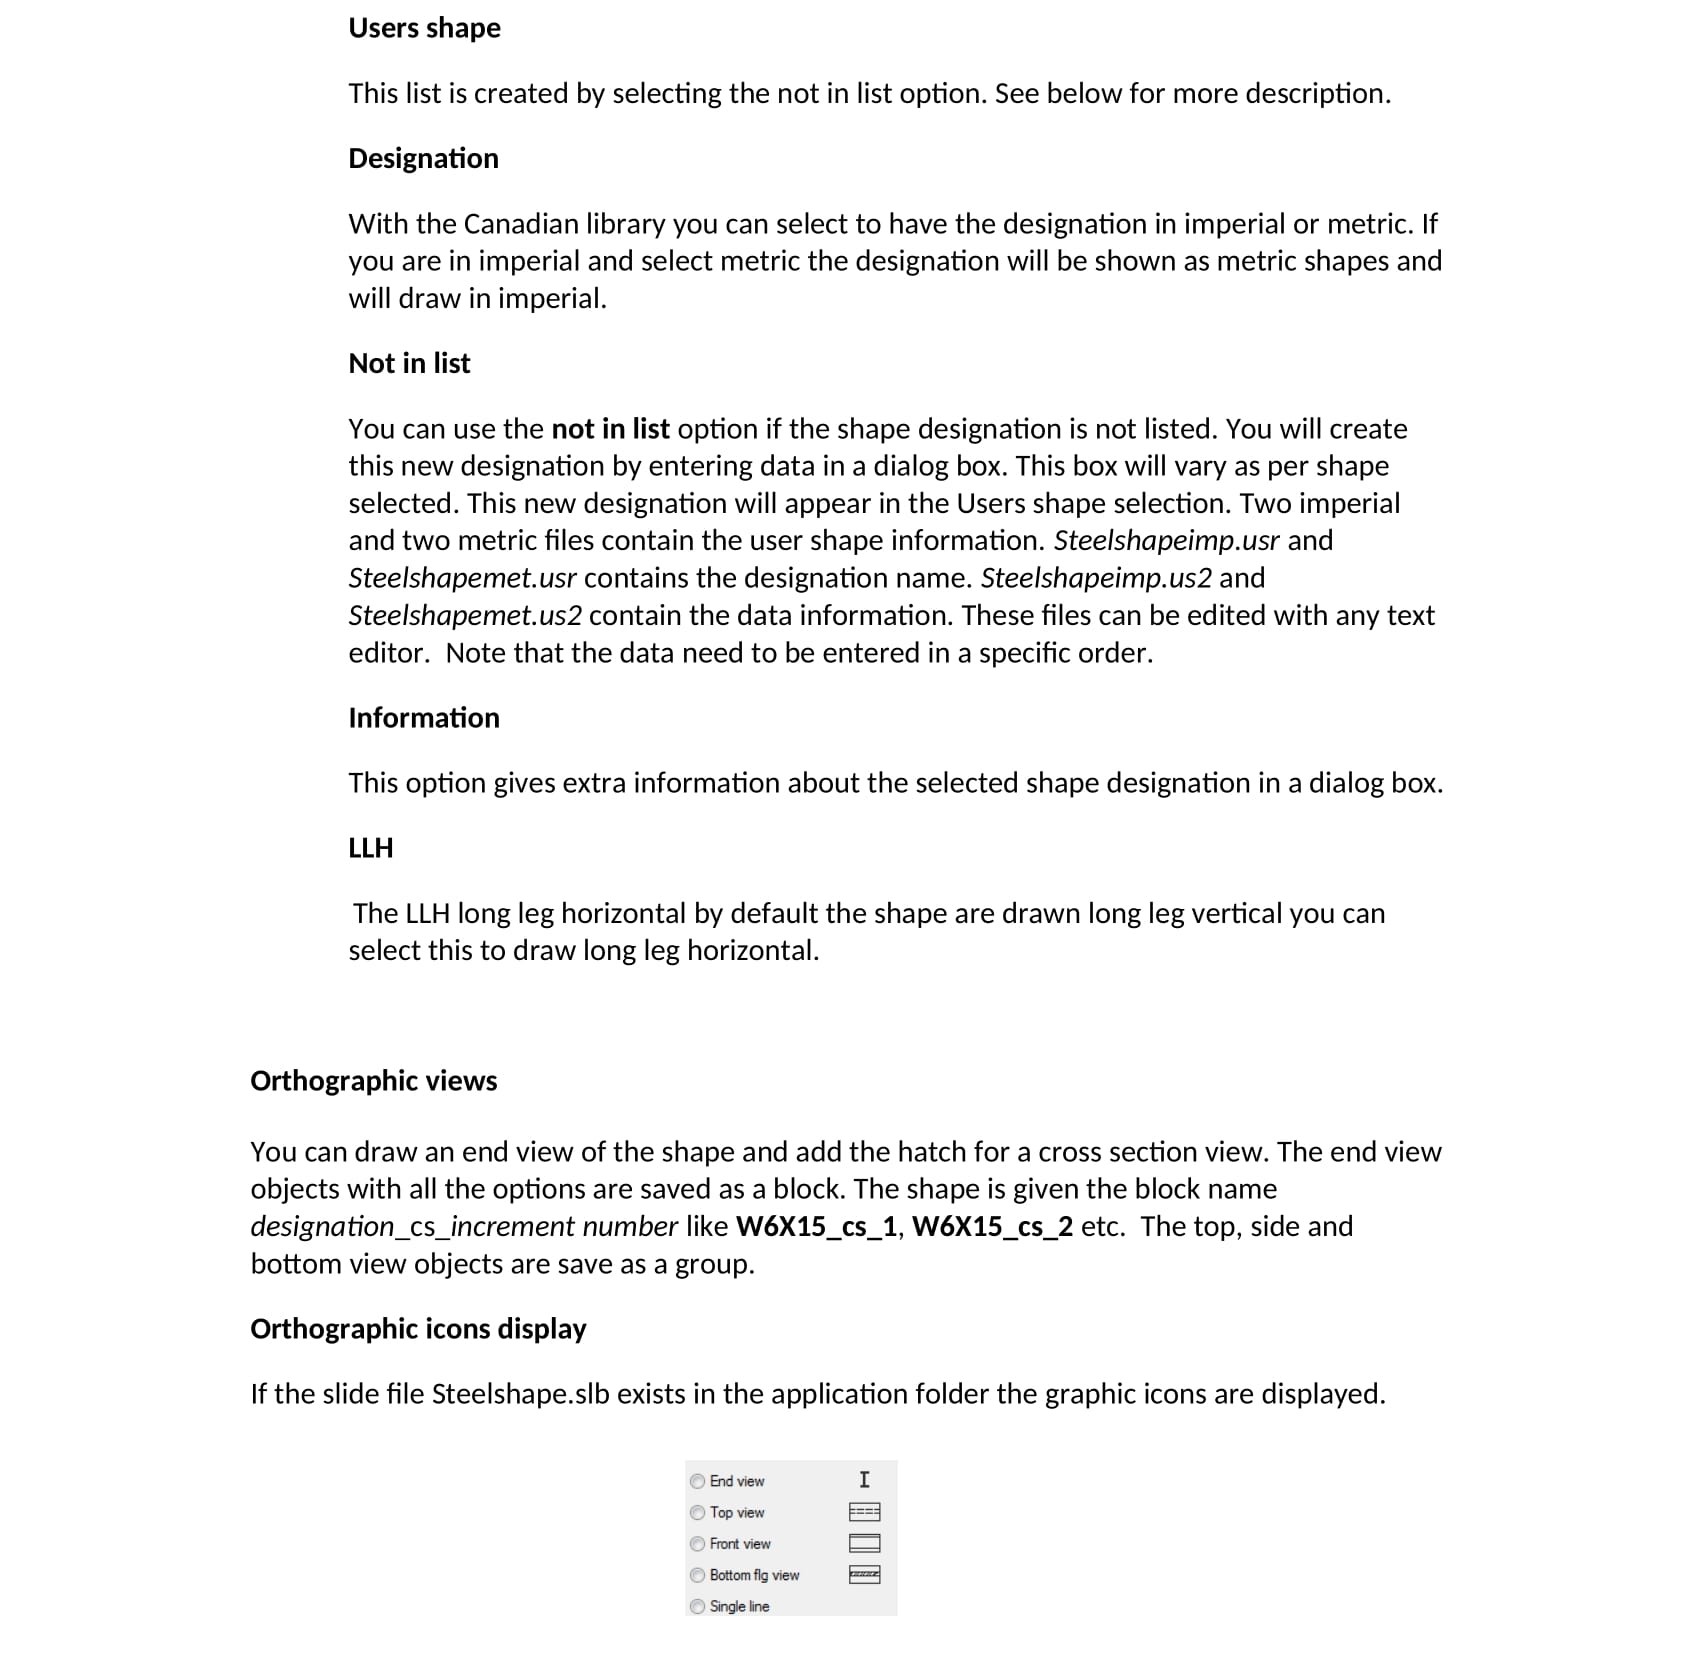 Users shape
This list is created by selecting the not in list option. See below for more description.
Designation
With the Canadian library you can select to have the designation in imperial or metric. If
you are in imperial and select metric the designation will be shown as metric shapes and
will draw in imperial.
Not in list
You can use the not in list option if the shape designation is not listed. You will create
this new designation by entering data in a dialog box. This box will vary as per shape
selected. This new designation will appear in the Users shape selection. Two imperial
and two metric files contain the user shape information. Steelshapeimp.usr and
Steelshapemet.usr contains the designation name. Steelshapeimp.us2 and
Steelshapemet.us2 contain the data information. These files can be edited with any text
editor.  Note that the data need to be entered in a specific order.
Information
This option gives extra information about the selected shape designation in a dialog box.
LLH
The LLH long leg horizontal by default the shape are drawn long leg vertical you can
select this to draw long leg horizontal.
Orthographic views
You can draw an end view of the shape and add the hatch for a cross section view. The end view
objects with all the options are saved as a block. The shape is given the block name
designation_cs_increment number like W6X15_cs_1, W6X15_cs_2 etc.  The top, side and
bottom view objects are save as a group.
Orthographic icons display
If the slide file Steelshape.slb exists in the application folder the graphic icons are displayed.
End view
Top view
Front view
Bottom flg view
Single line